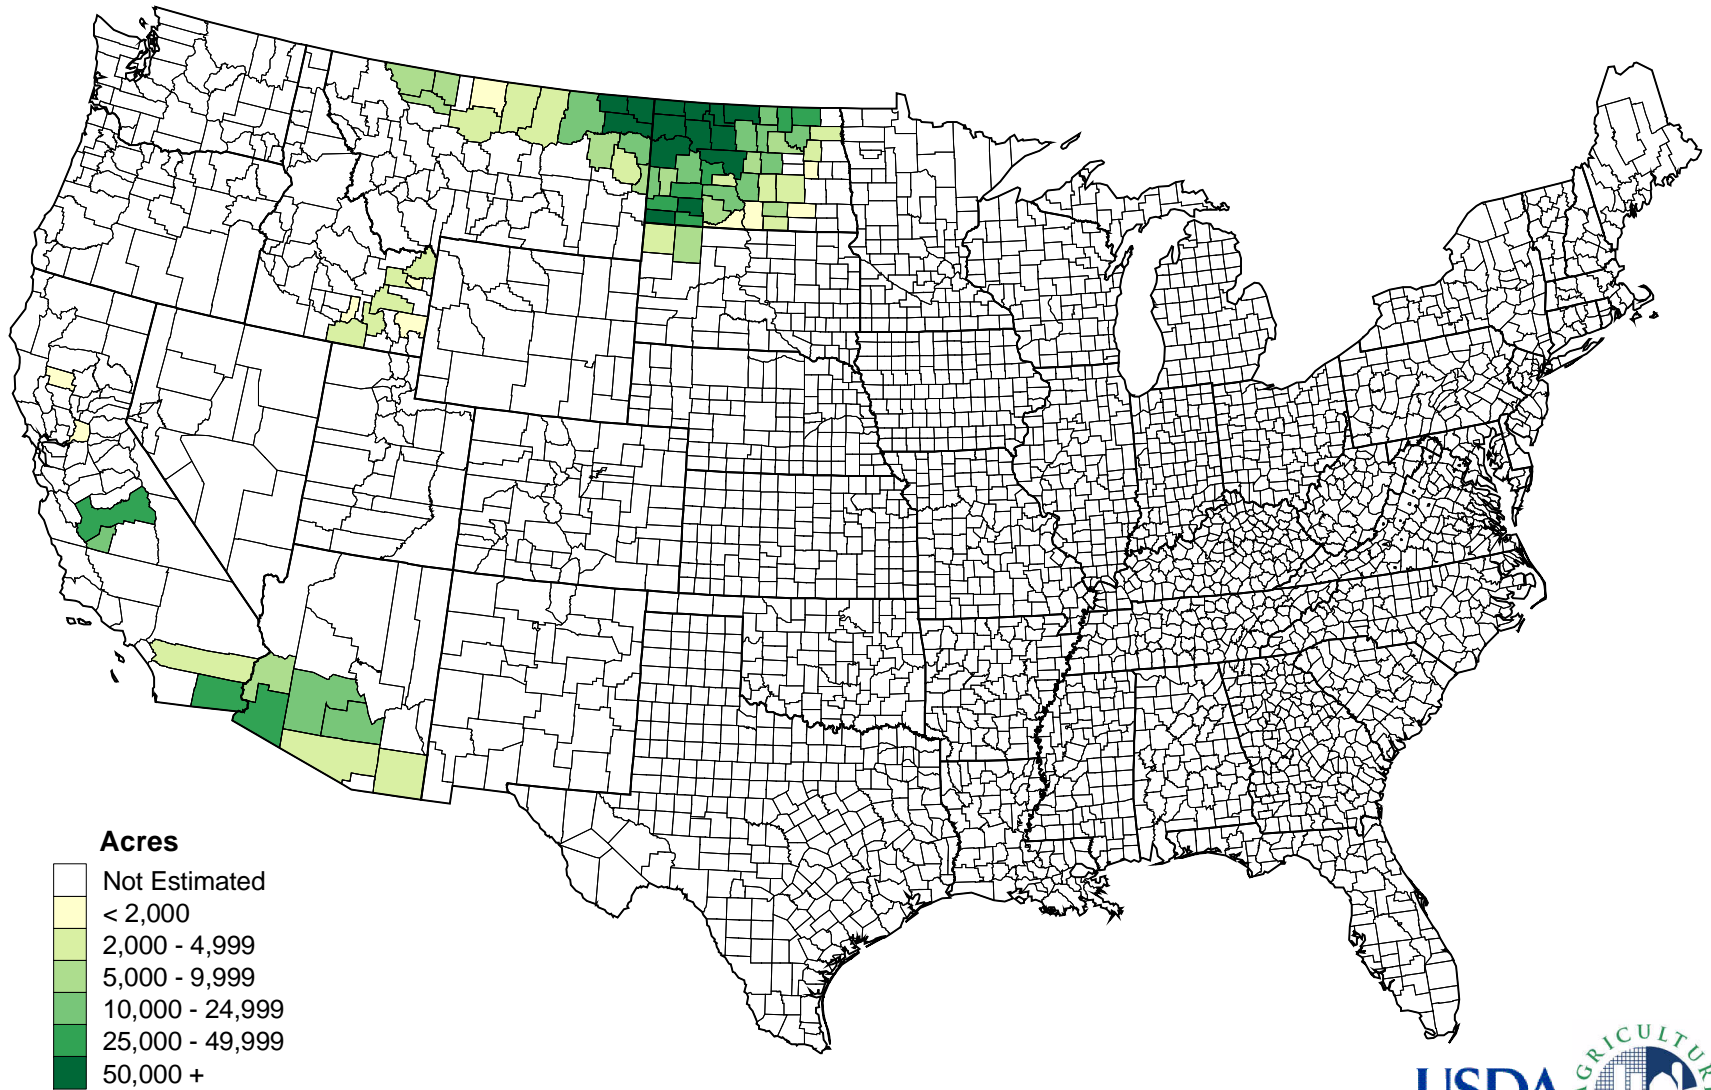 Acres
Not Estimated
< 2,000
2,000 - 4,999
5,000 - 9,999
10,000 - 24,999
25,000 - 49,999
50,000 +
USDA